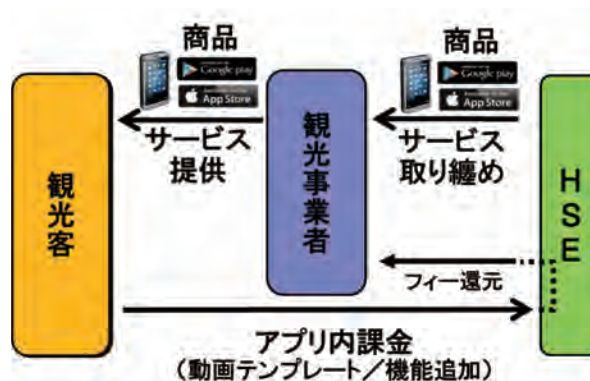 商品
Google play
App Store
サービス
提供
商品
Google play
App Store
サービス
取り纏め
観光客
観光事業者
HSE
フィー還元
アプリ内課金
(動画テンプレート/機能追加)